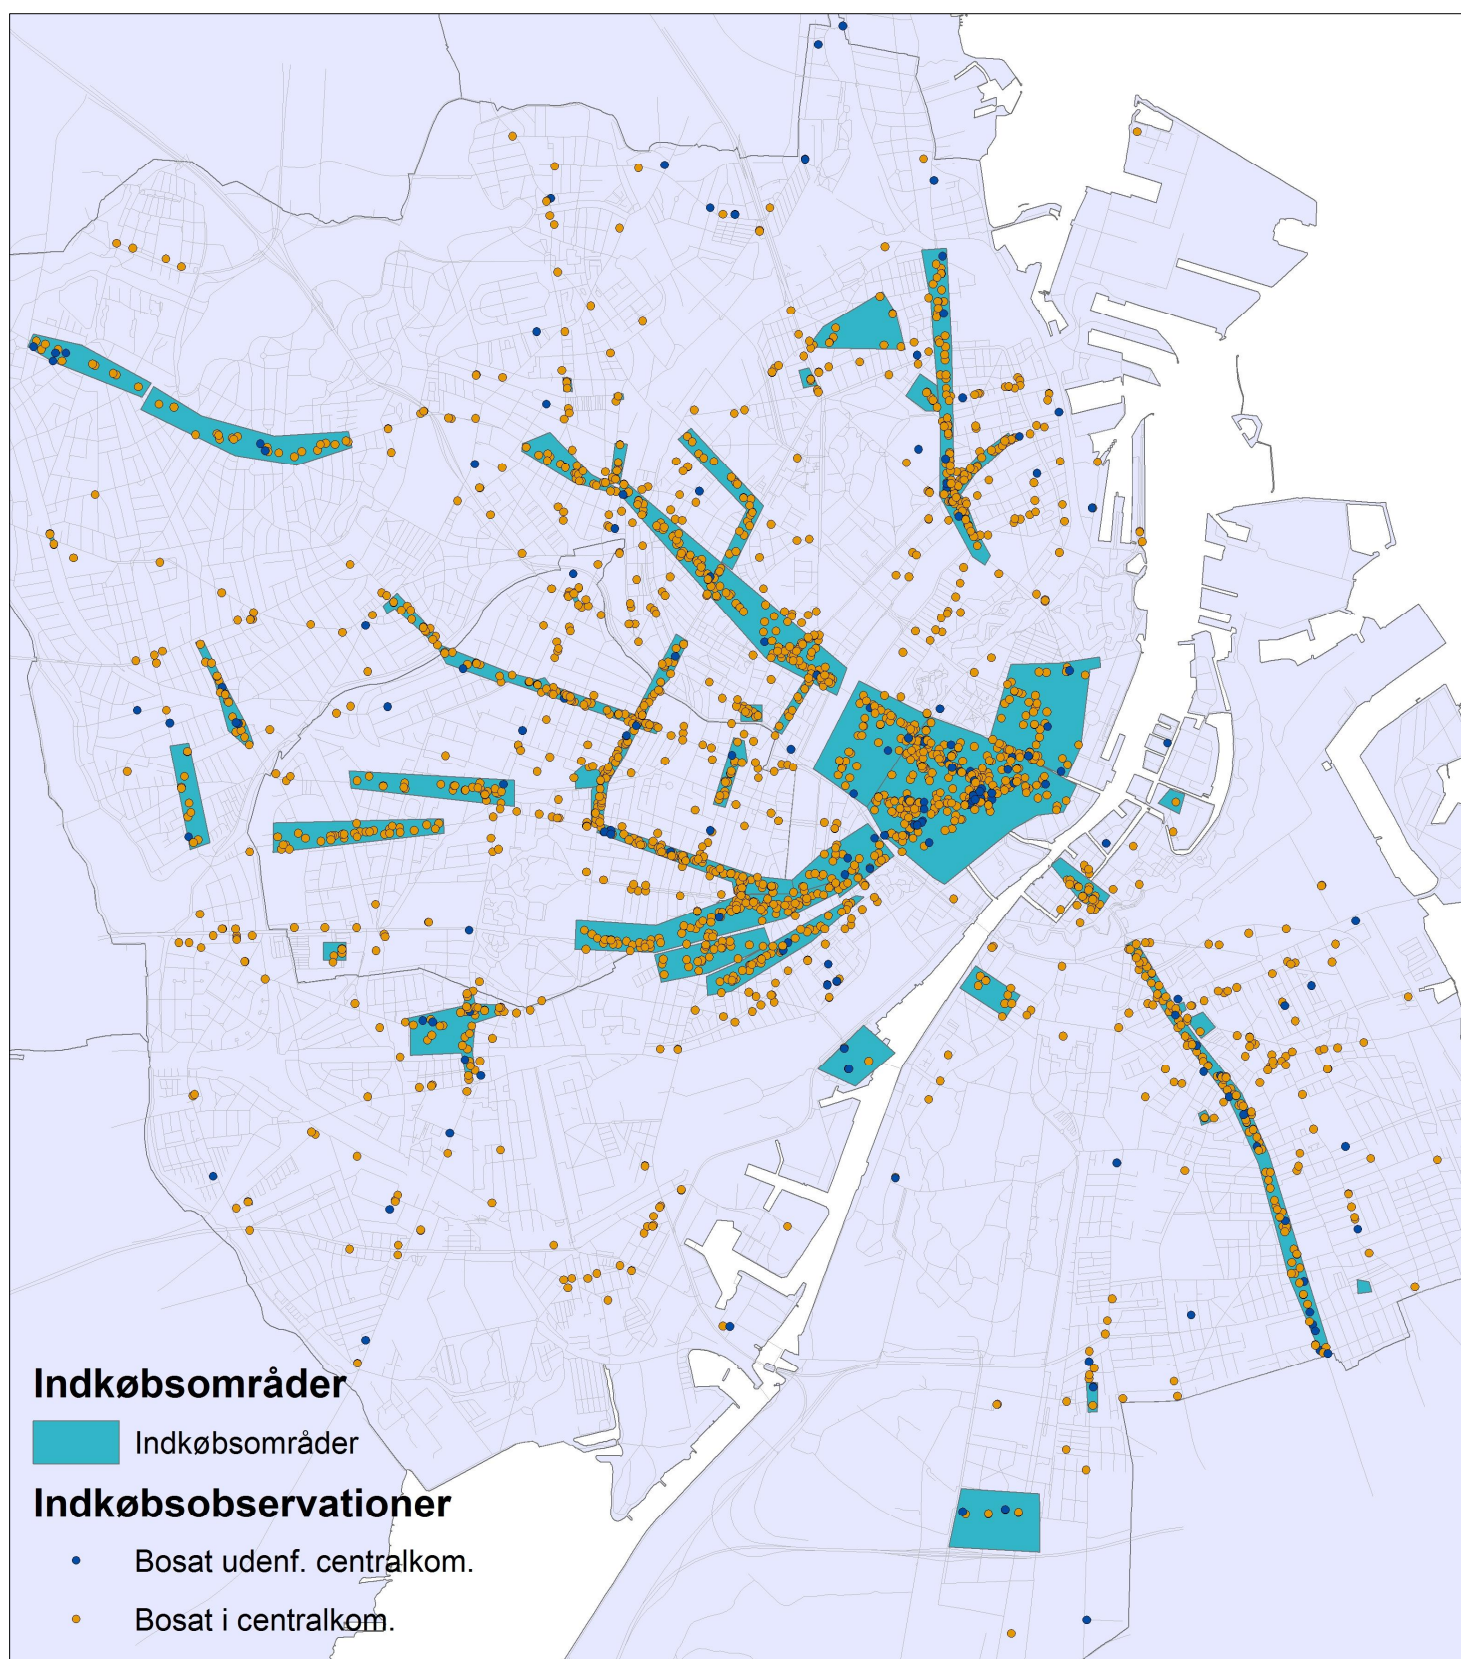 Indkøbsområder
Indkøbsområder
Indkøbsobservationer
Bosat udenf. centralkom.
Bosat i centralkom.